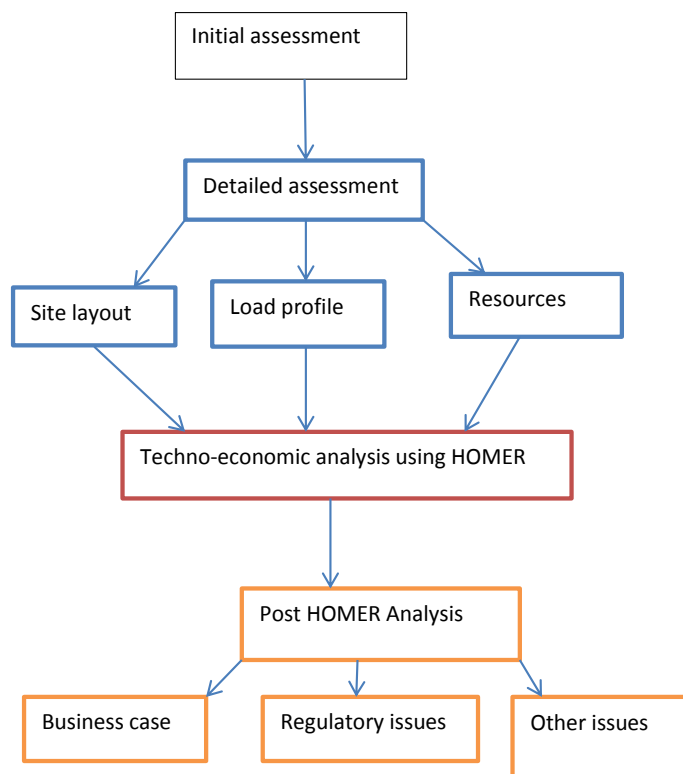 Initial assessment
Detailed assessment
Site layout
Load profile
Resources
Techno-economic analysis using HOMER
Post HOMER Analysis
Business case
Regulatory issues
Other issues